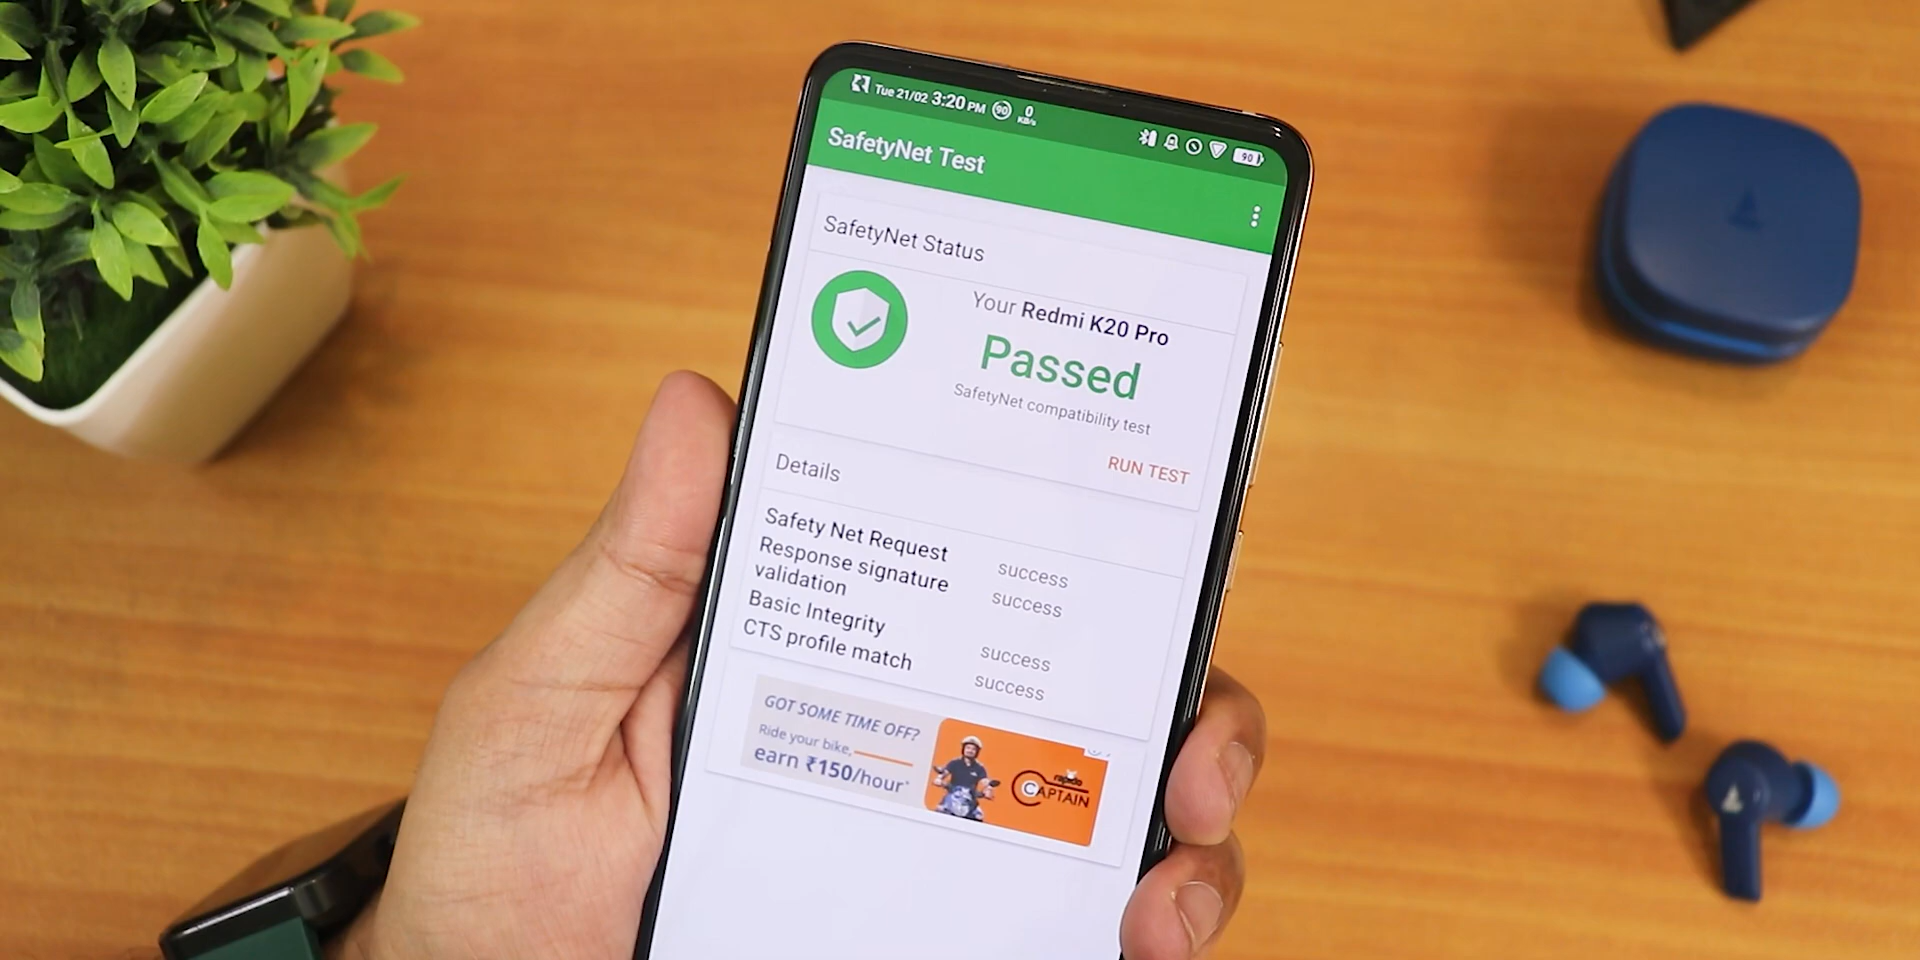 Tue 21/02 3:20 PM 90 0 KB/s
90
SafetyNet Test
SafetyNet Status
Your Redmi K20 Pro
Passed
SafetyNet compatibility test
RUN TEST
Details
Safety Net Request success
Response signature validation success
Basic Integrity success
CTS profile match success
GOT SOME TIME OFF?
Ride your bike,
earn ₹150/hour*
rapido
CAPTAIN